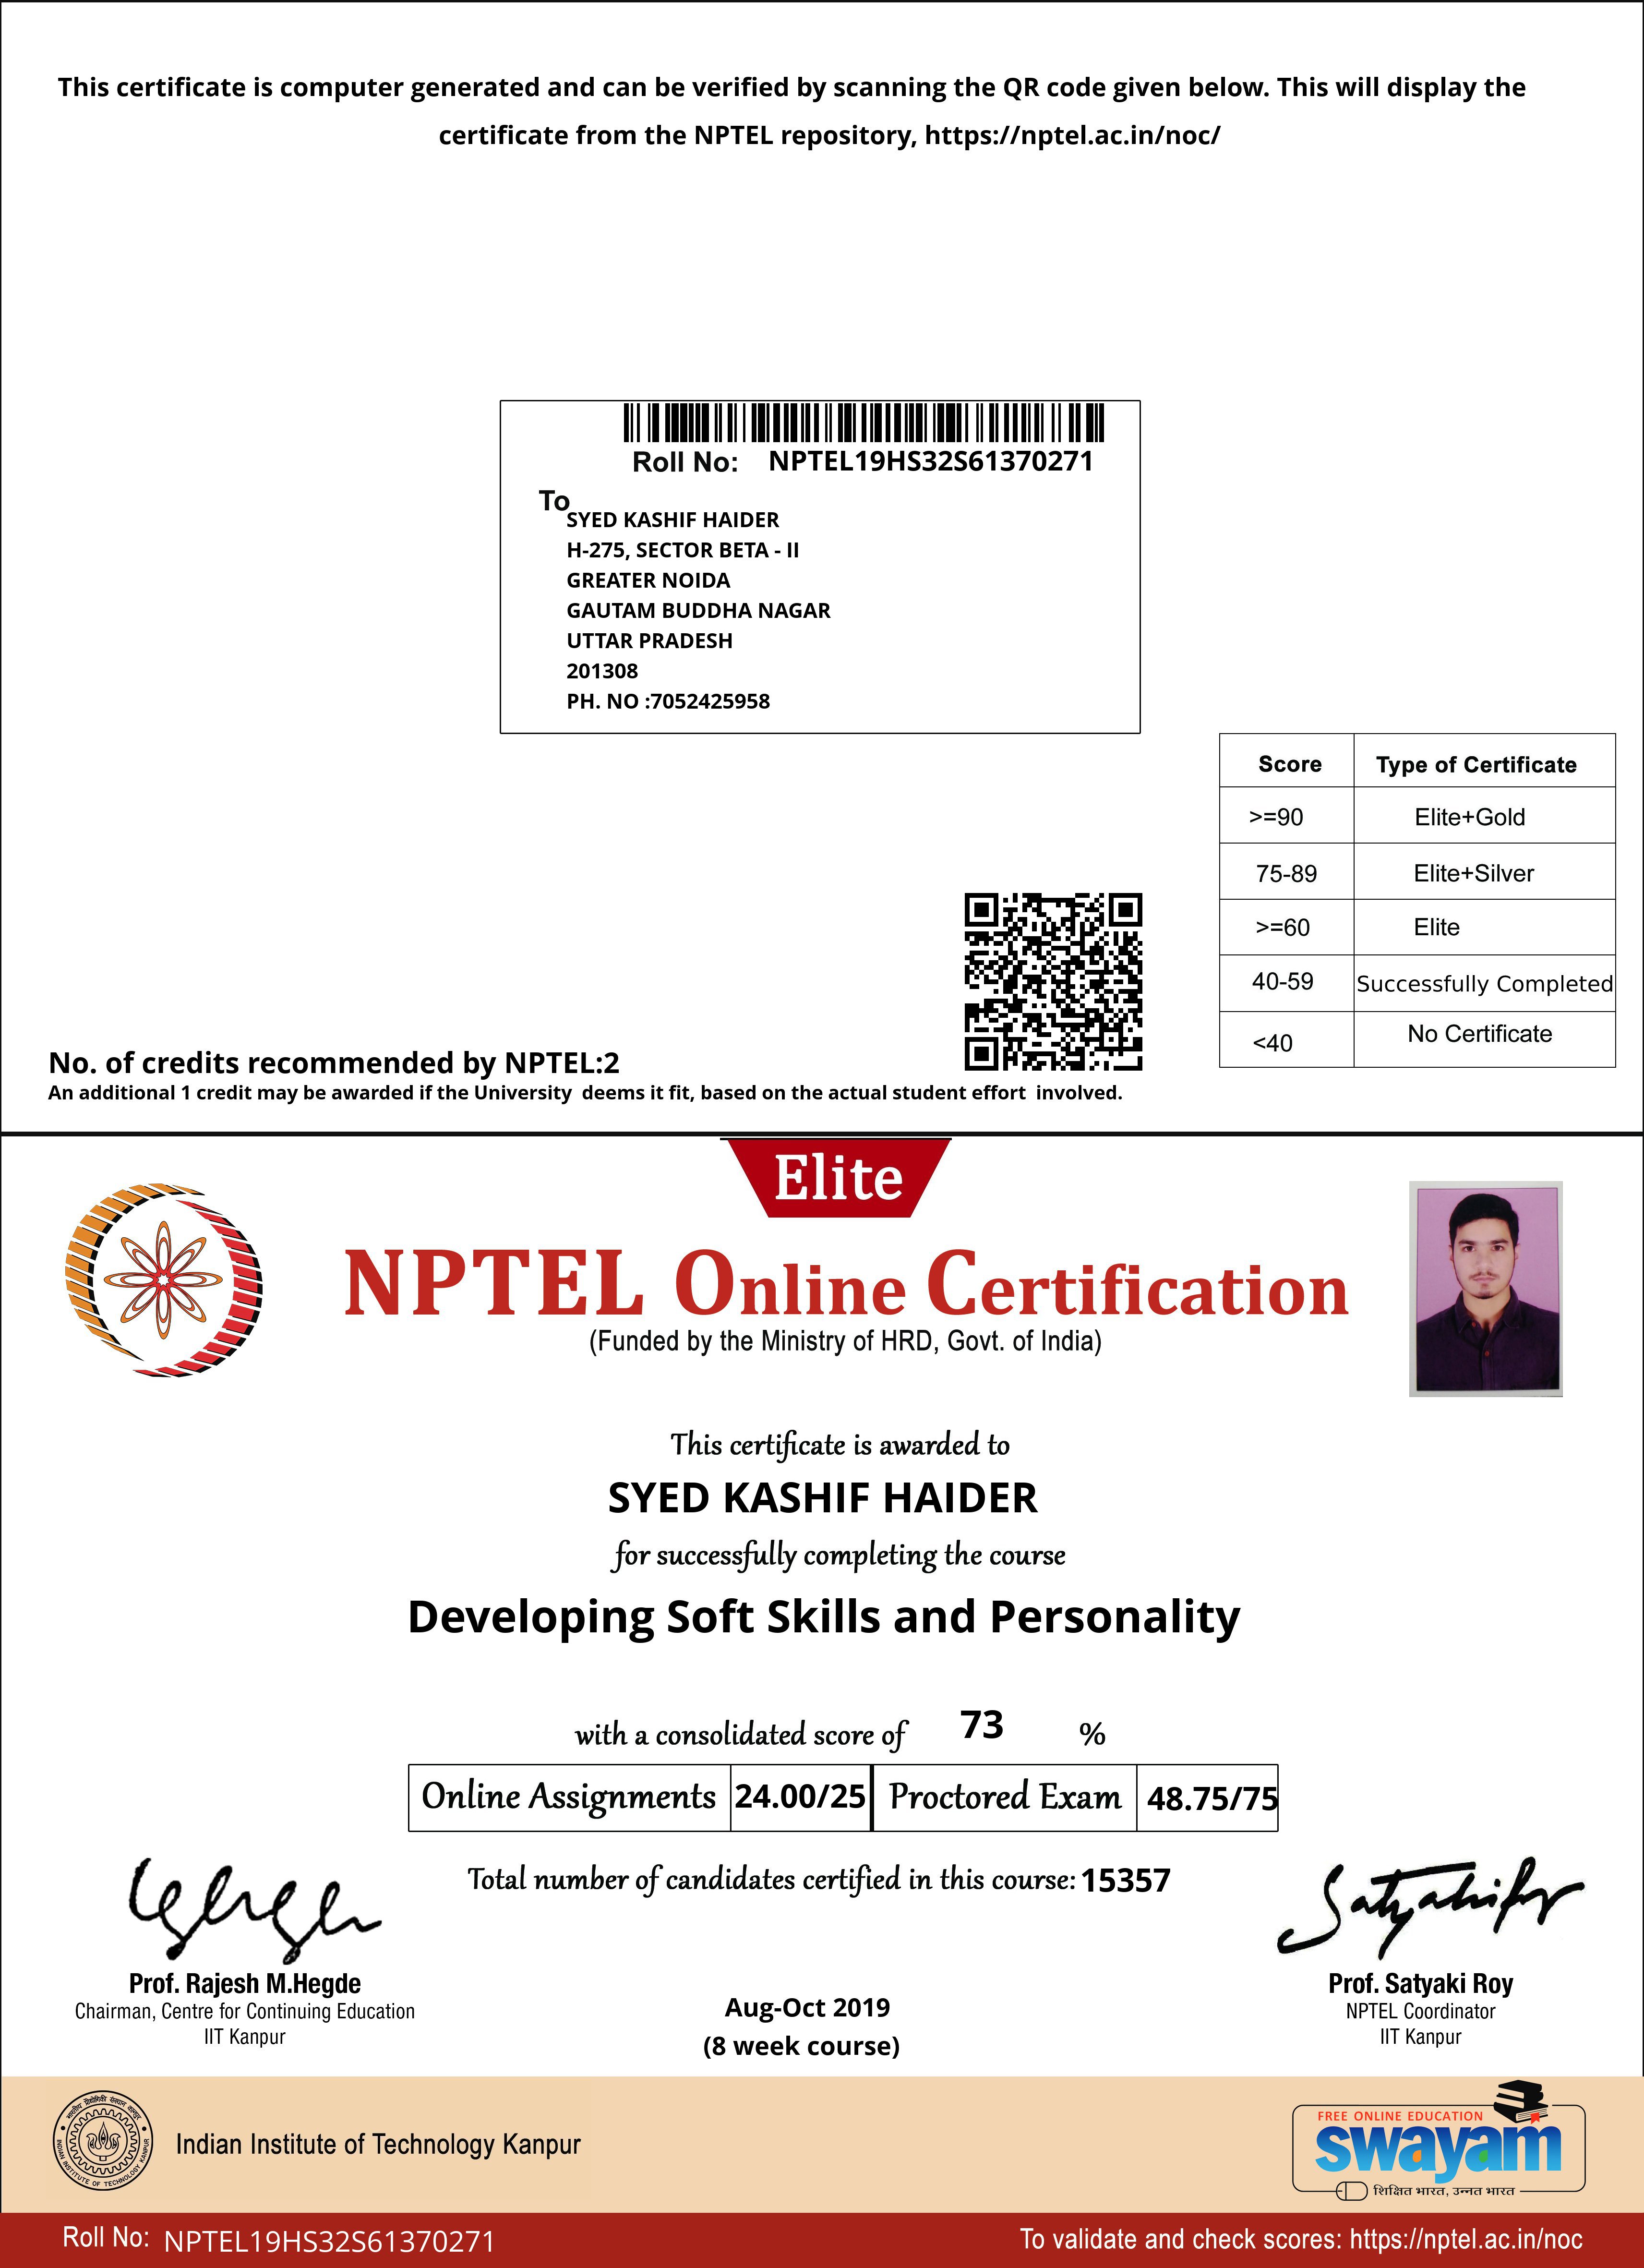 This certificate is computer generated and can be verified by scanning the QR code given below. This will display the
certificate from the NPTEL repository, https://nptel.ac.in/noc/
Roll No: NPTEL19HS32S61370271
To
SYED KASHIF HAIDER
H-275, SECTOR BETA - II
GREATER NOIDA
GAUTAM BUDDHA NAGAR
UTTAR PRADESH
201308
PH. NO :7052425958
Score Type of Certificate
>=90 Elite+Gold
75-89 Elite+Silver
>=60 Elite
40-59 Successfully Completed
<40 No Certificate
No. of credits recommended by NPTEL:2
An additional 1 credit may be awarded if the University deems it fit, based on the actual student effort involved.
Elite
NPTEL Online Certification
(Funded by the Ministry of HRD, Govt. of India)
This certificate is awarded to
SYED KASHIF HAIDER
for successfully completing the course
Developing Soft Skills and Personality
with a consolidated score of 73 %
Online Assignments 24.00/25 Proctored Exam 48.75/75
Total number of candidates certified in this course: 15357
Prof. Rajesh M.Hegde
Chairman, Centre for Continuing Education
IIT Kanpur
Aug-Oct 2019
(8 week course)
Prof. Satyaki Roy
NPTEL Coordinator
IIT Kanpur
भारतीय प्रौद्योगिकी संस्थान कानपुर
INDIAN INSTITUTE OF TECHNOLOGY KANPUR
Indian Institute of Technology Kanpur
FREE ONLINE EDUCATION
swayam
शिक्षित भारत, उन्नत भारत
Roll No: NPTEL19HS32S61370271
To validate and check scores: https://nptel.ac.in/noc